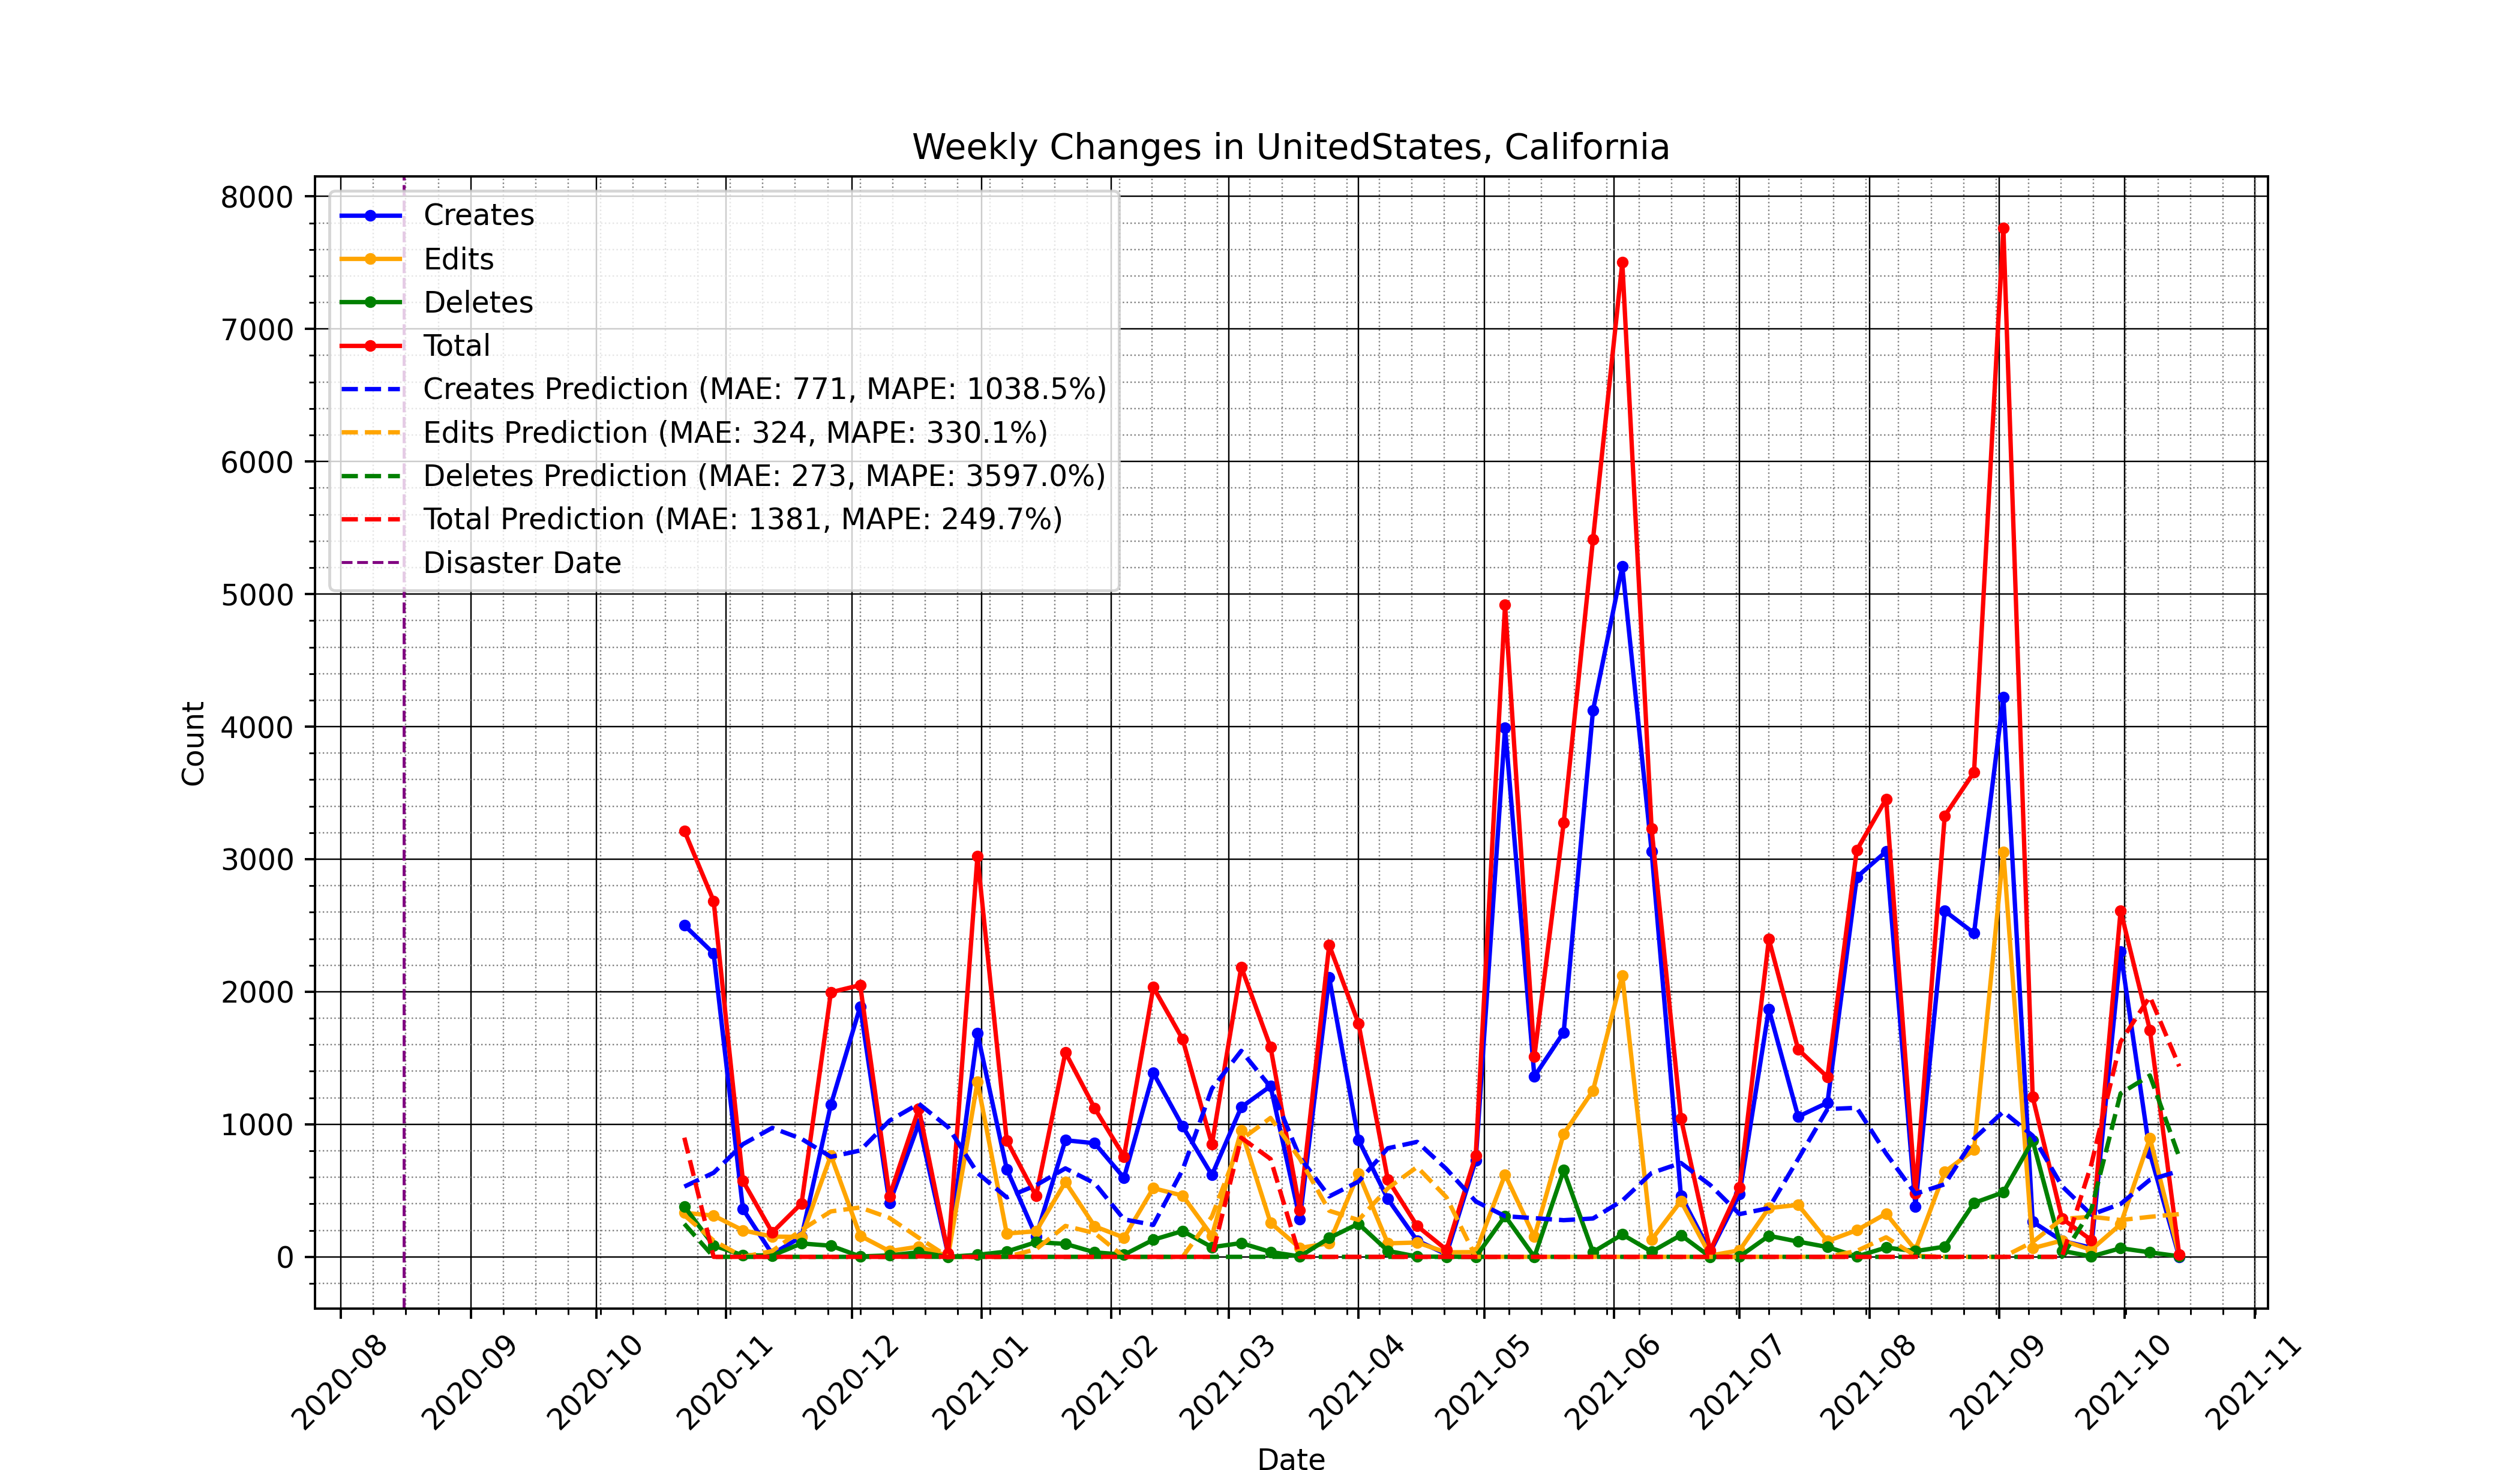 Weekly Changes in UnitedStates, California
8000
7000
6000
5000
4000
3000
2000
1000
0
Count
Creates
Edits
Deletes
Total
Creates Prediction (MAE: 771, MAPE: 1038.5%)
Edits Prediction (MAE: 324, MAPE: 330.1%)
Deletes Prediction (MAE: 273, MAPE: 3597.0%)
Total Prediction (MAE: 1381, MAPE: 249.7%)
Disaster Date
2020-08
2020-09
2020-10
2020-11
2020-12
2021-01
2021-02
2021-03
2021-04
2021-05
2021-06
2021-07
2021-08
2021-09
2021-10
2021-11
Date